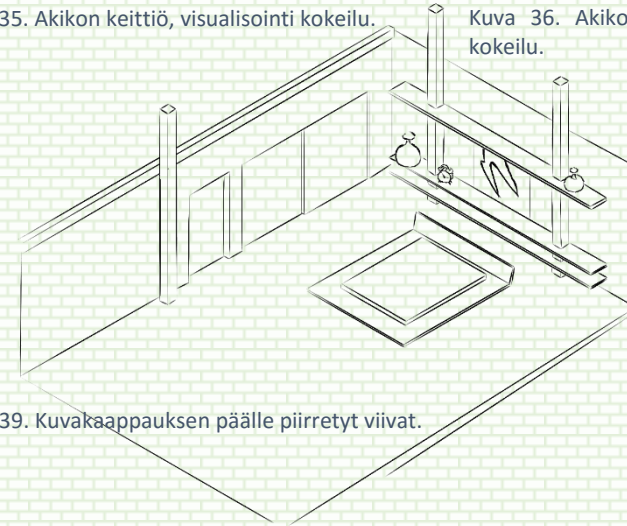 35. Akikon keittiö, visualisointi kokeilu.
Kuva 36. Akiko
kokeilu.
39. Kuvakaappauksen päälle piirretyt viivat.